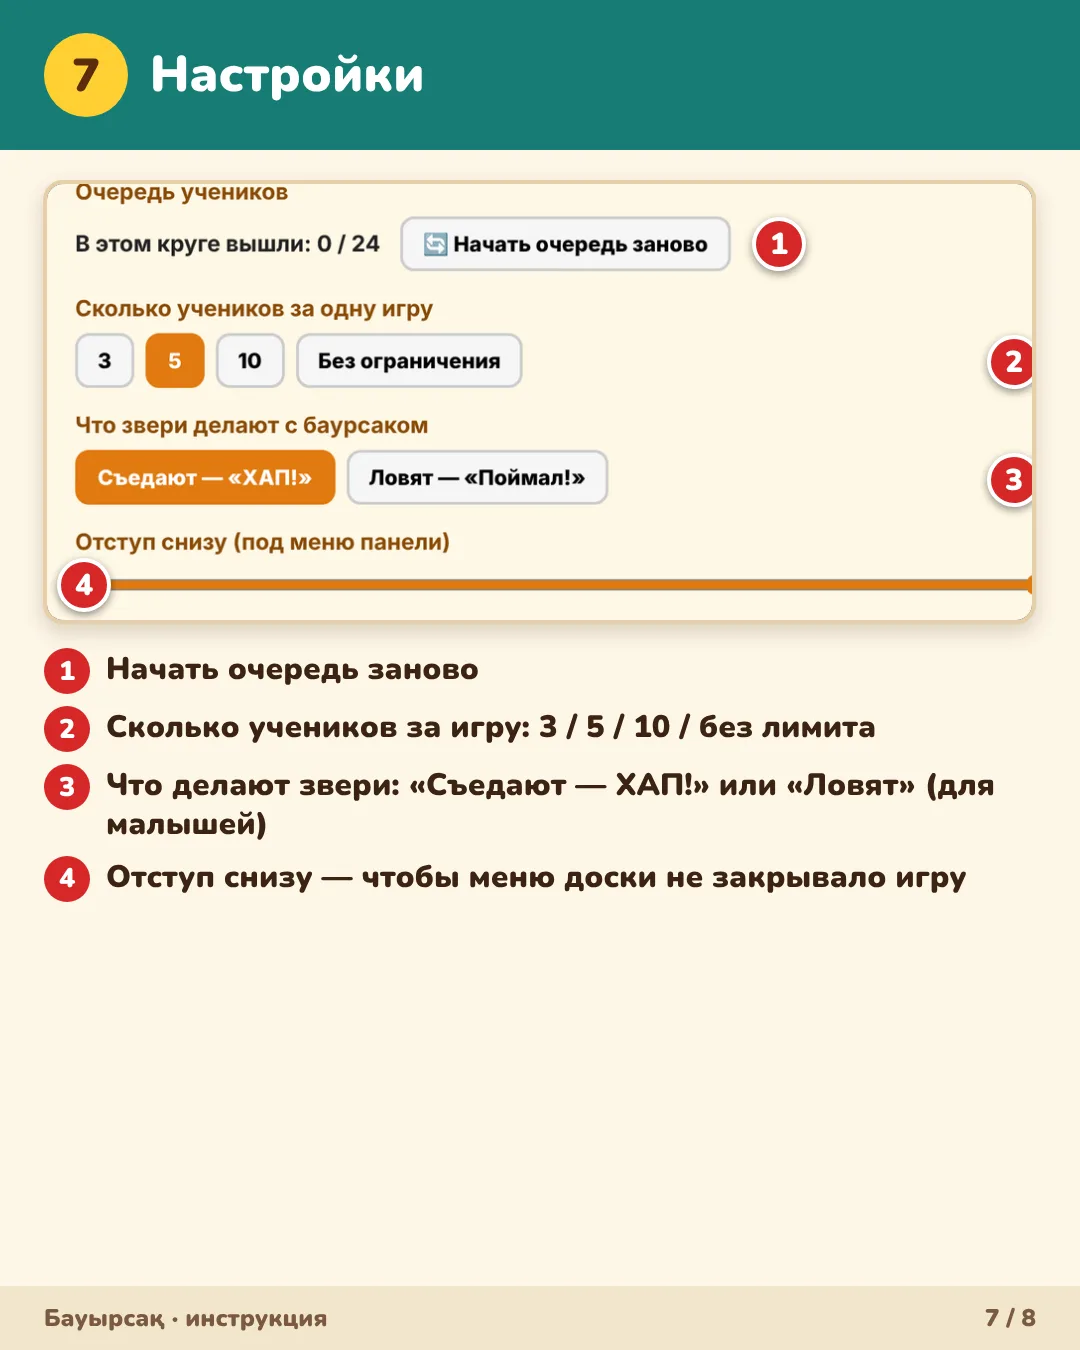 7 Настройки
Очередь учеников
В этом круге вышли: 0 / 24 🔄 Начать очередь заново 1
Сколько учеников за одну игру
3 5 10 Без ограничения 2
Что звери делают с баурсаком
Съедают — «ХАП!» Ловят — «Поймал!» 3
Отступ снизу (под меню панели)
4
1 Начать очередь заново
2 Сколько учеников за игру: 3 / 5 / 10 / без лимита
3 Что делают звери: «Съедают — ХАП!» или «Ловят» (для
малышей)
4 Отступ снизу — чтобы меню доски не закрывало игру
Бауырсақ · инструкция 7 / 8